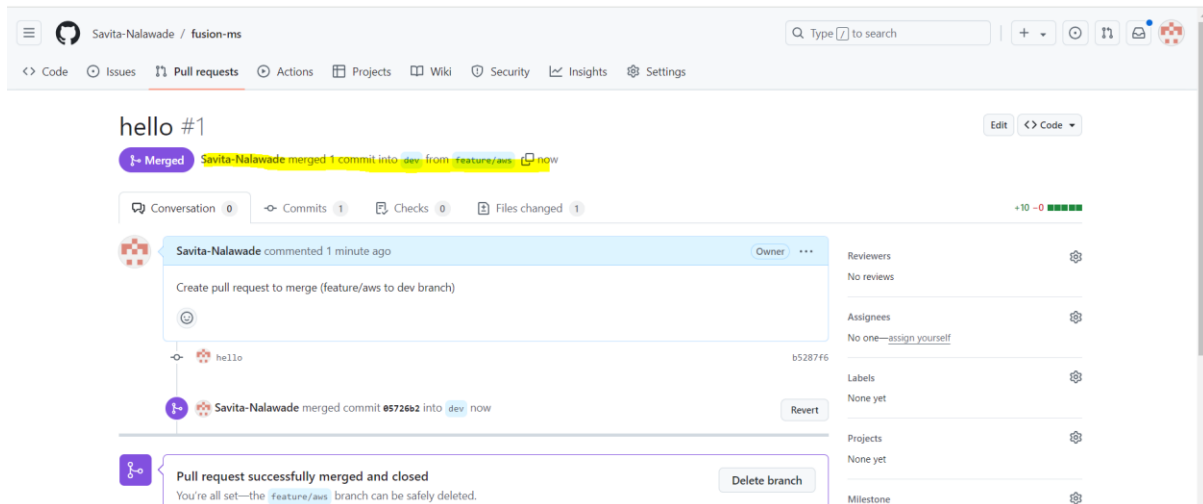 Savita-Nalawade / fusion-ms
Type / to search
Code Issues Pull requests Actions Projects Wiki Security Insights Settings
hello #1
Edit <> Code
Merged Savita-Nalawade merged 1 commit into dev from feature/aws now
Conversation 0 Commits 1 Checks 0 Files changed 1
+10 −0
Savita-Nalawade commented 1 minute ago
Owner ...
Create pull request to merge (feature/aws to dev branch)
hello
b5287f6
Savita-Nalawade merged commit 05726b2 into dev now
Revert
Pull request successfully merged and closed
You're all set—the feature/aws branch can be safely deleted.
Delete branch
Reviewers
No reviews
Assignees
No one—assign yourself
Labels
None yet
Projects
None yet
Milestone